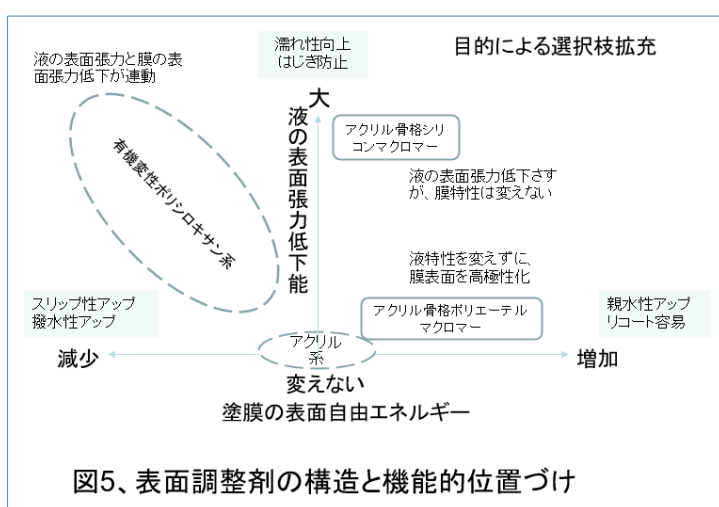 目的による選択枝拡充
濡れ性向上
はじき防止
液の表面張力と膜の表
面張力低下が連動
大
液の表面張力低下能
有機変性ポリシロキサン系
アクリル骨格シリ
コンマクロマー
液の表面張力低下さす
が、膜特性は変えない
液特性を変えずに、
膜表面を高極性化
アクリル骨格ポリエーテル
マクロマー
スリップ性アップ
撥水性アップ
親水性アップ
リコート容易
アクリル
系
減少
変えない
増加
塗膜の表面自由エネルギー
図5、表面調整剤の構造と機能的位置づけ